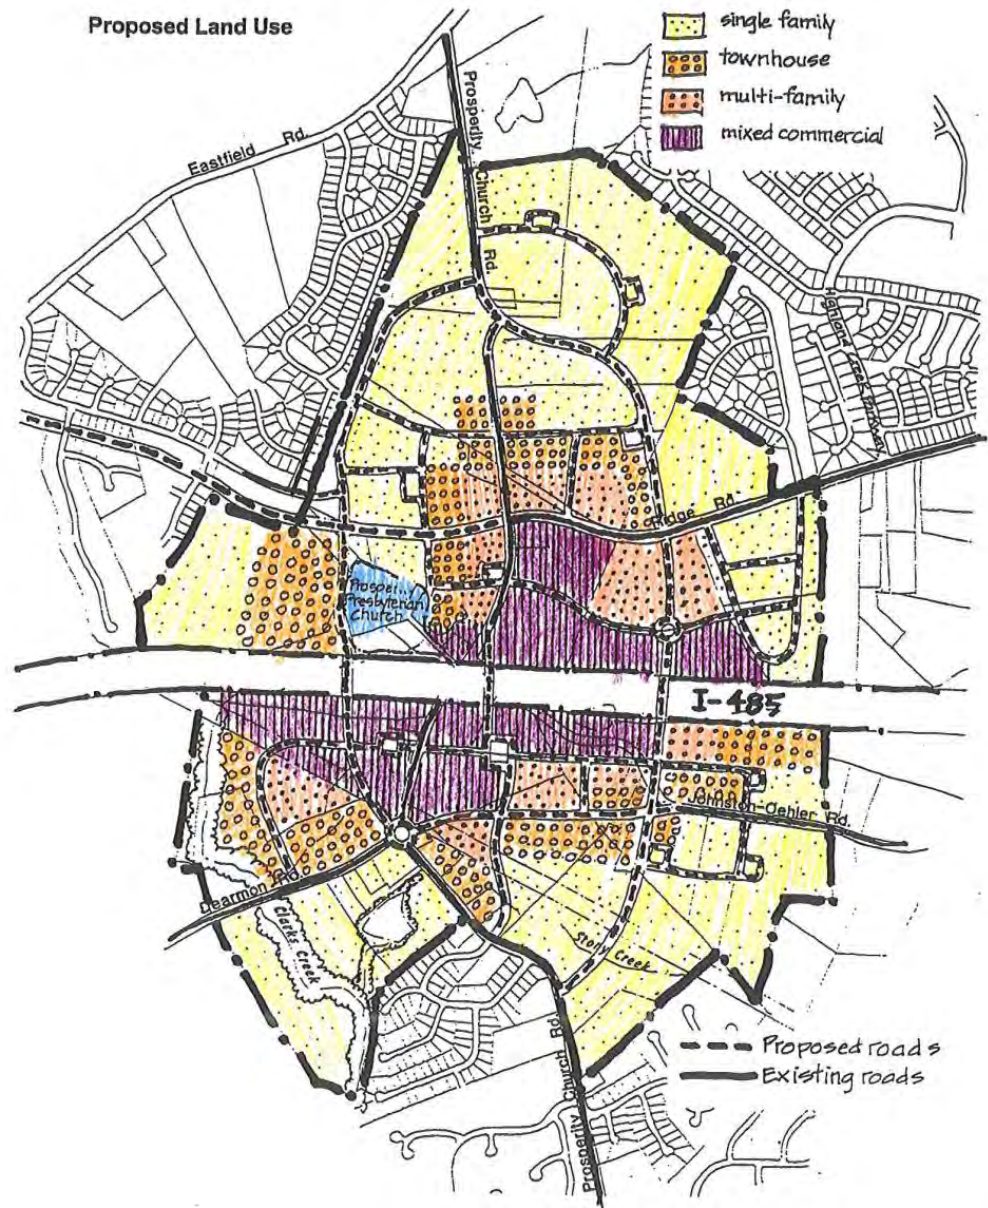 Proposed Land Use
single family
townhouse
multi-family
mixed commercial
Eastfield Rd.
Prosperity Church Rd.
Highland Creek Parkway
Ridge Rd.
Prosper...
Presbyterian
Church
I-485
Johnston-Oehler Rd.
Dearmon Rd.
Clarks Creek
Stony Creek
Prosperity Church Rd.
Proposed roads
Existing roads